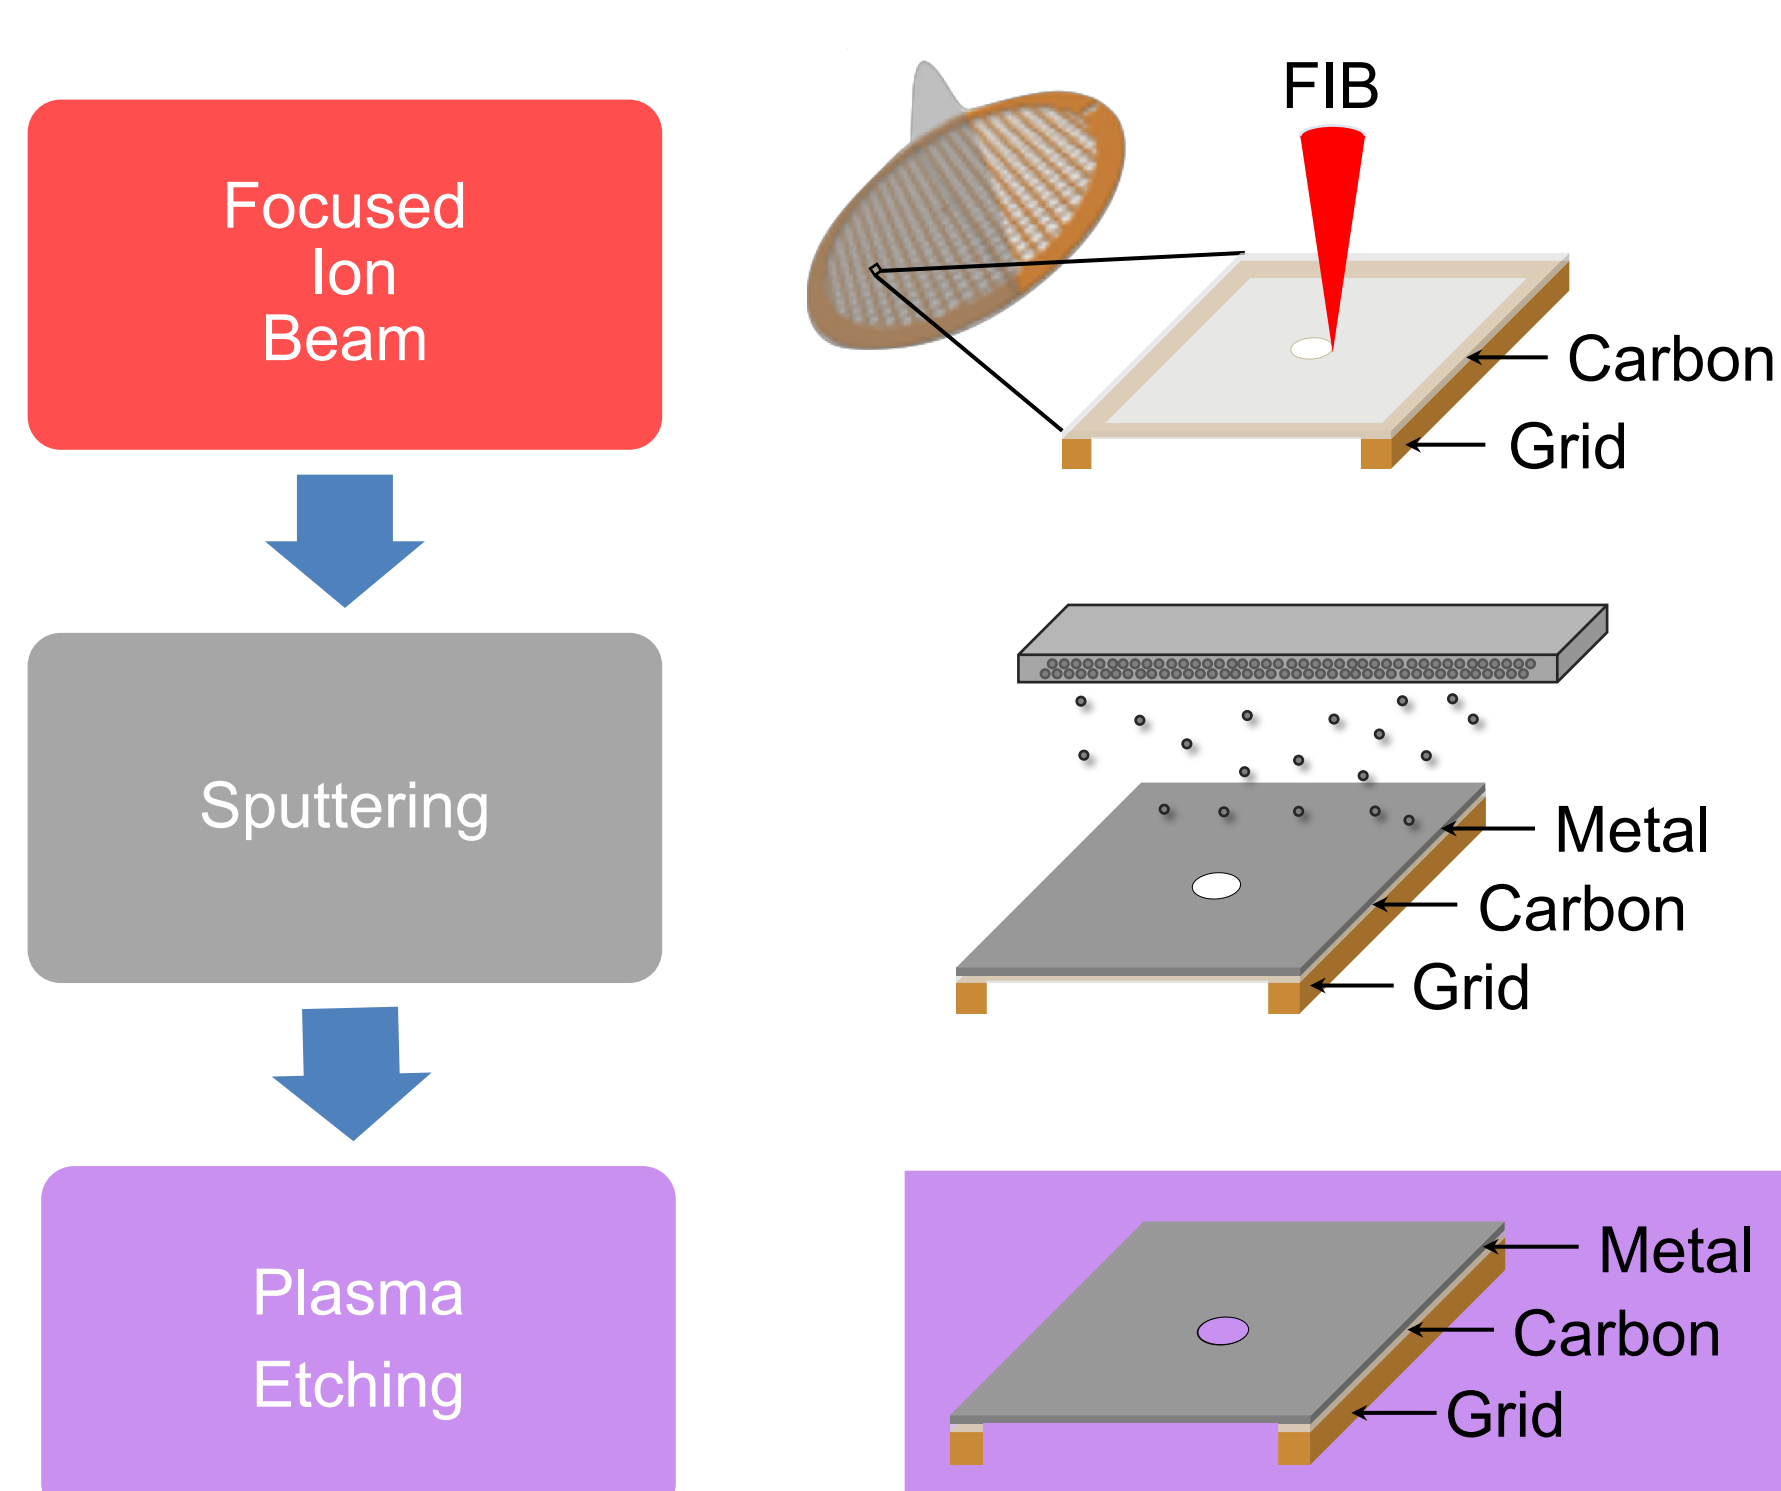 Focused
Ion
Beam
FIB
Carbon
Grid
Sputtering
Metal
Carbon
Grid
Plasma
Etching
Metal
Carbon
Grid